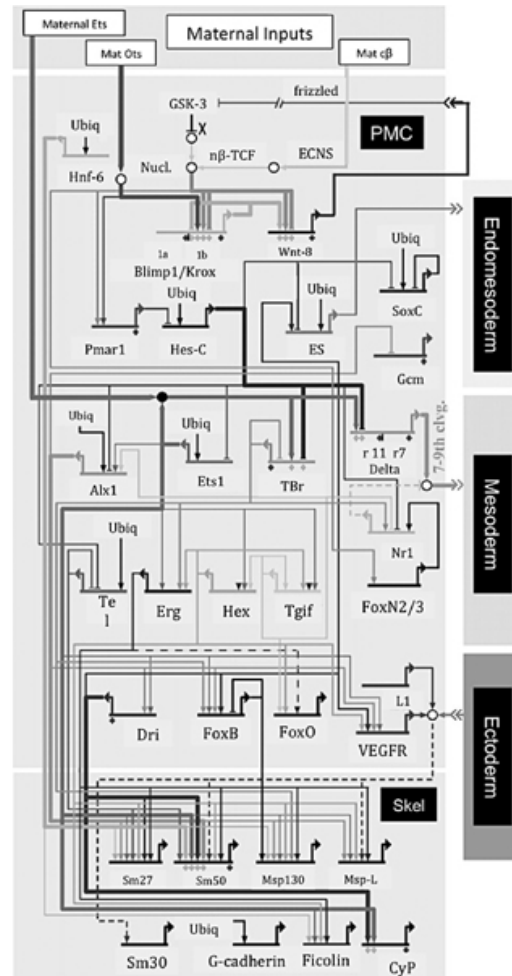 Maternal Ets
Maternal Inputs
Mat Ots
Mat cβ
GSK-3
frizzled
X
PMC
Ubiq
Hnf-6
Nucl.
nβ-TCF
ECNS
1a
1b
Blimp1/Krox
Wnt-8
Endomesoderm
Ubiq
SoxC
Ubiq
Ubiq
Pmar1
Hes-C
ES
Gcm
7-9th clvg.
Mesoderm
Ubiq
Ubiq
r 11 r7
Delta
Alx1
Ets1
TBr
Nr1
Ubiq
Te
l
Erg
Hex
Tgif
FoxN2/3
L1
Ectoderm
Dri
FoxB
FoxO
VEGFR
Skel
Sm27
Sm50
Msp130
Msp-L
Ubiq
Sm30
G-cadherin
Ficolin
CyP